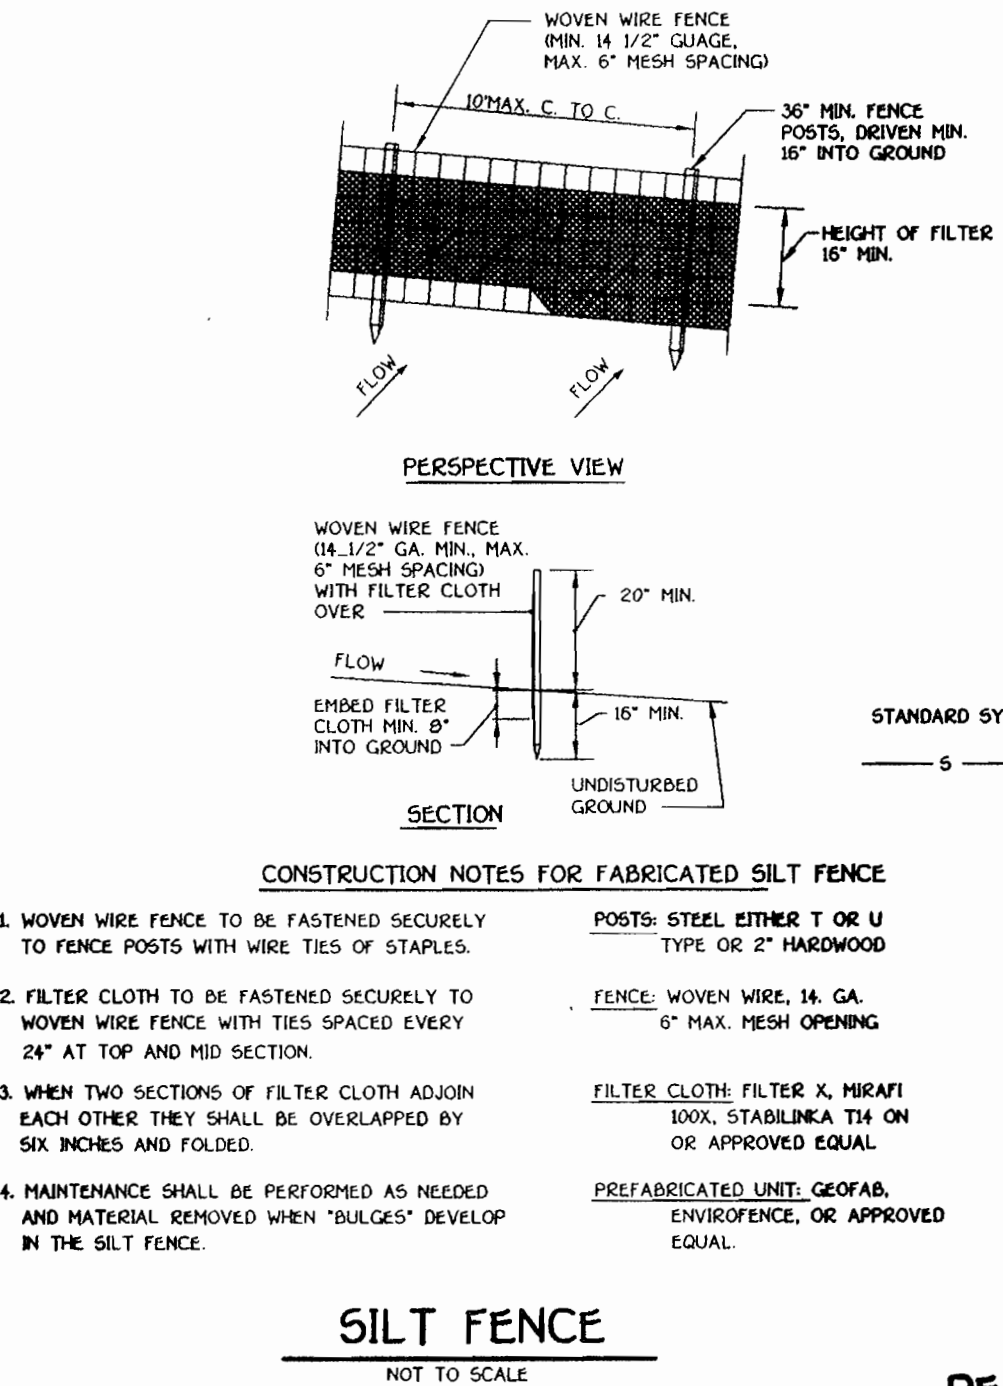 WOVEN WIRE FENCE
(MIN. 14 1/2" GUAGE,
MAX. 6" MESH SPACING)
10'MAX. C. TO C.
36" MIN. FENCE
POSTS, DRIVEN MIN.
16" INTO GROUND
HEIGHT OF FILTER
16" MIN.
FLOW
FLOW
PERSPECTIVE VIEW
WOVEN WIRE FENCE
(14_1/2" GA. MIN., MAX.
6" MESH SPACING)
WITH FILTER CLOTH
OVER
20" MIN.
FLOW
EMBED FILTER
CLOTH MIN. 8"
INTO GROUND
16" MIN.
UNDISTURBED
GROUND
SECTION
STANDARD SY
S
CONSTRUCTION NOTES FOR FABRICATED SILT FENCE
1. WOVEN WIRE FENCE TO BE FASTENED SECURELY
TO FENCE POSTS WITH WIRE TIES OF STAPLES.
2. FILTER CLOTH TO BE FASTENED SECURELY TO
WOVEN WIRE FENCE WITH TIES SPACED EVERY
24" AT TOP AND MID SECTION.
3. WHEN TWO SECTIONS OF FILTER CLOTH ADJOIN
EACH OTHER THEY SHALL BE OVERLAPPED BY
SIX INCHES AND FOLDED.
4. MAINTENANCE SHALL BE PERFORMED AS NEEDED
AND MATERIAL REMOVED WHEN "BULGES" DEVELOP
IN THE SILT FENCE.
POSTS: STEEL EITHER T OR U
TYPE OR 2" HARDWOOD
FENCE: WOVEN WIRE, 14. GA.
6" MAX. MESH OPENING
FILTER CLOTH: FILTER X, MIRAFI
100X, STABILINKA T14 ON
OR APPROVED EQUAL
PREFABRICATED UNIT: GEOFAB,
ENVIROFENCE, OR APPROVED
EQUAL.
SILT FENCE
NOT TO SCALE